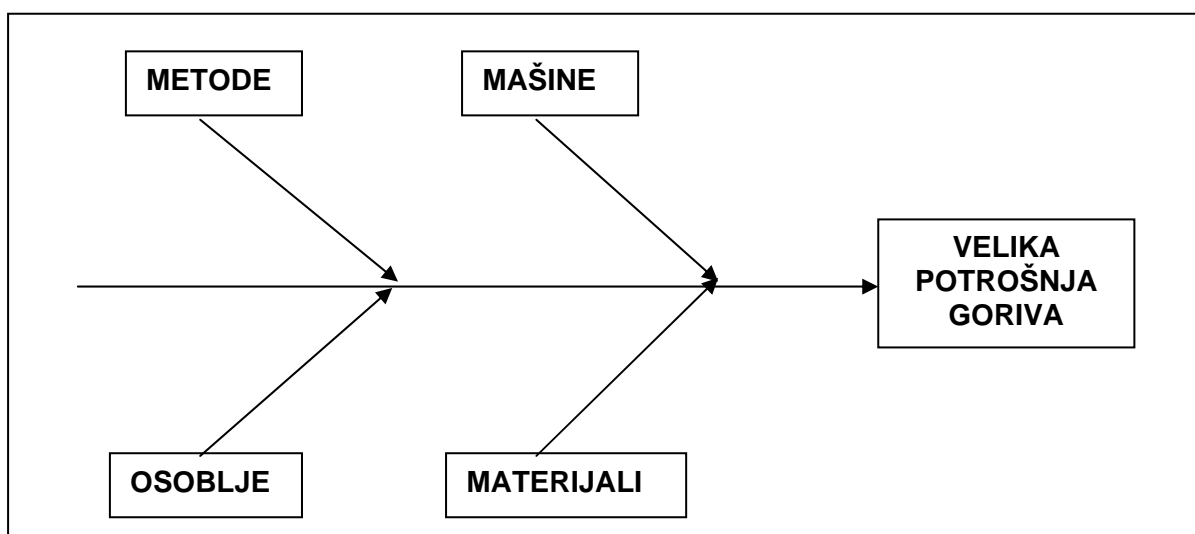 METODE
MAŠINE
VELIKA
POTROŠNJA
GORIVA
OSOBLJE
MATERIJALI